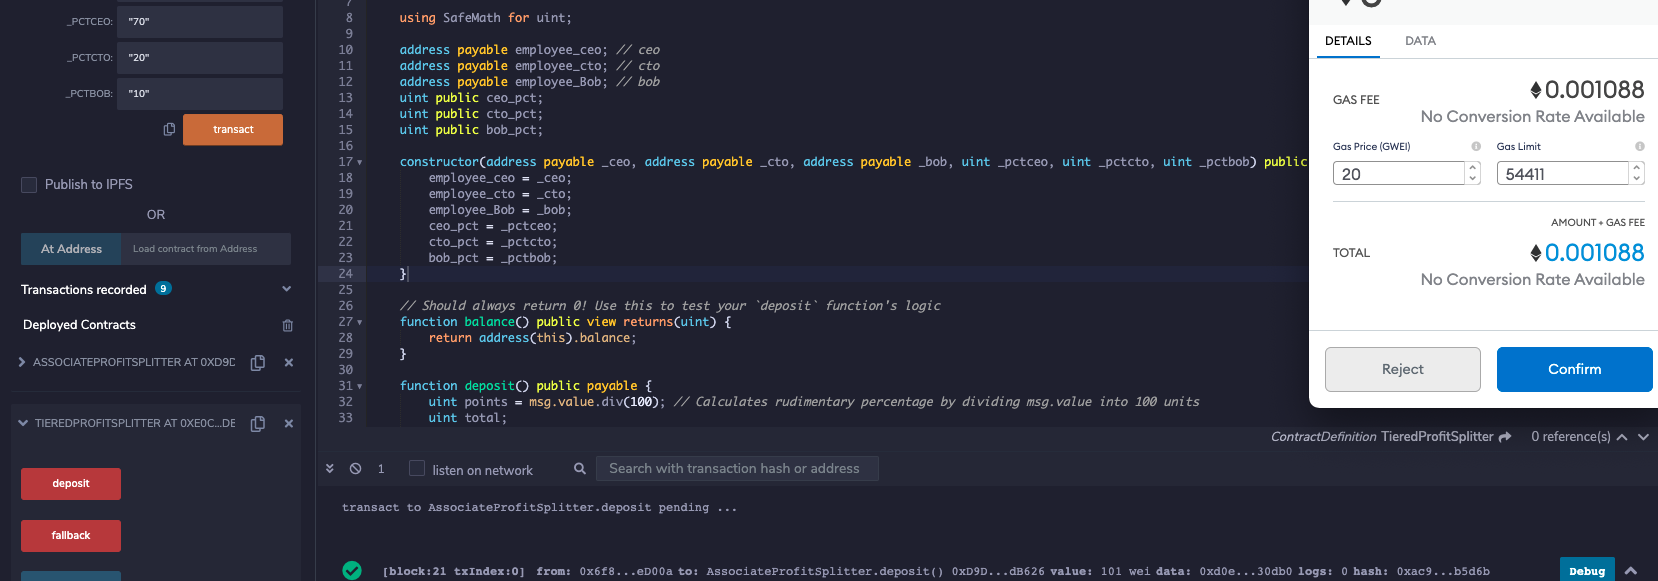 _PCTCEO: "70"
_PCTCTO: "20"
_PCTBOB: "10"
transact
Publish to IPFS
OR
At Address Load contract from Address
Transactions recorded 9
Deployed Contracts
ASSOCIATEPROFITSPLITTER AT 0XD9D
TIEREDPROFITSPLITTER AT 0XE0C...DE
deposit
fallback
7
8 using SafeMath for uint;
9
10 address payable employee_ceo; // ceo
11 address payable employee_cto; // cto
12 address payable employee_Bob; // bob
13 uint public ceo_pct;
14 uint public cto_pct;
15 uint public bob_pct;
16
17 constructor(address payable _ceo, address payable _cto, address payable _bob, uint _pctceo, uint _pctcto, uint _pctbob) public
18 employee_ceo = _ceo;
19 employee_cto = _cto;
20 employee_Bob = _bob;
21 ceo_pct = _pctceo;
22 cto_pct = _pctcto;
23 bob_pct = _pctbob;
24 }
25
26 // Should always return 0! Use this to test your `deposit` function's logic
27 function balance() public view returns(uint) {
28 return address(this).balance;
29 }
30
31 function deposit() public payable {
32 uint points = msg.value.div(100); // Calculates rudimentary percentage by dividing msg.value into 100 units
33 uint total;
ContractDefinition TieredProfitSplitter 0 reference(s)
1 listen on network Search with transaction hash or address
transact to AssociateProfitSplitter.deposit pending ...
[block:21 txIndex:0] from: 0x6f8...eD00a to: AssociateProfitSplitter.deposit() 0xD9D...dB626 value: 101 wei data: 0xd0e...30db0 logs: 0 hash: 0xac9...b5d6b Debug
DETAILS DATA
GAS FEE 0.001088
No Conversion Rate Available
Gas Price (GWEI) Gas Limit
20 54411
AMOUNT + GAS FEE
TOTAL 0.001088
No Conversion Rate Available
Reject Confirm